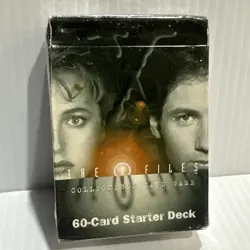 THE X FILES
COLLECTIBLE CARD GAME
60-Card Starter Deck